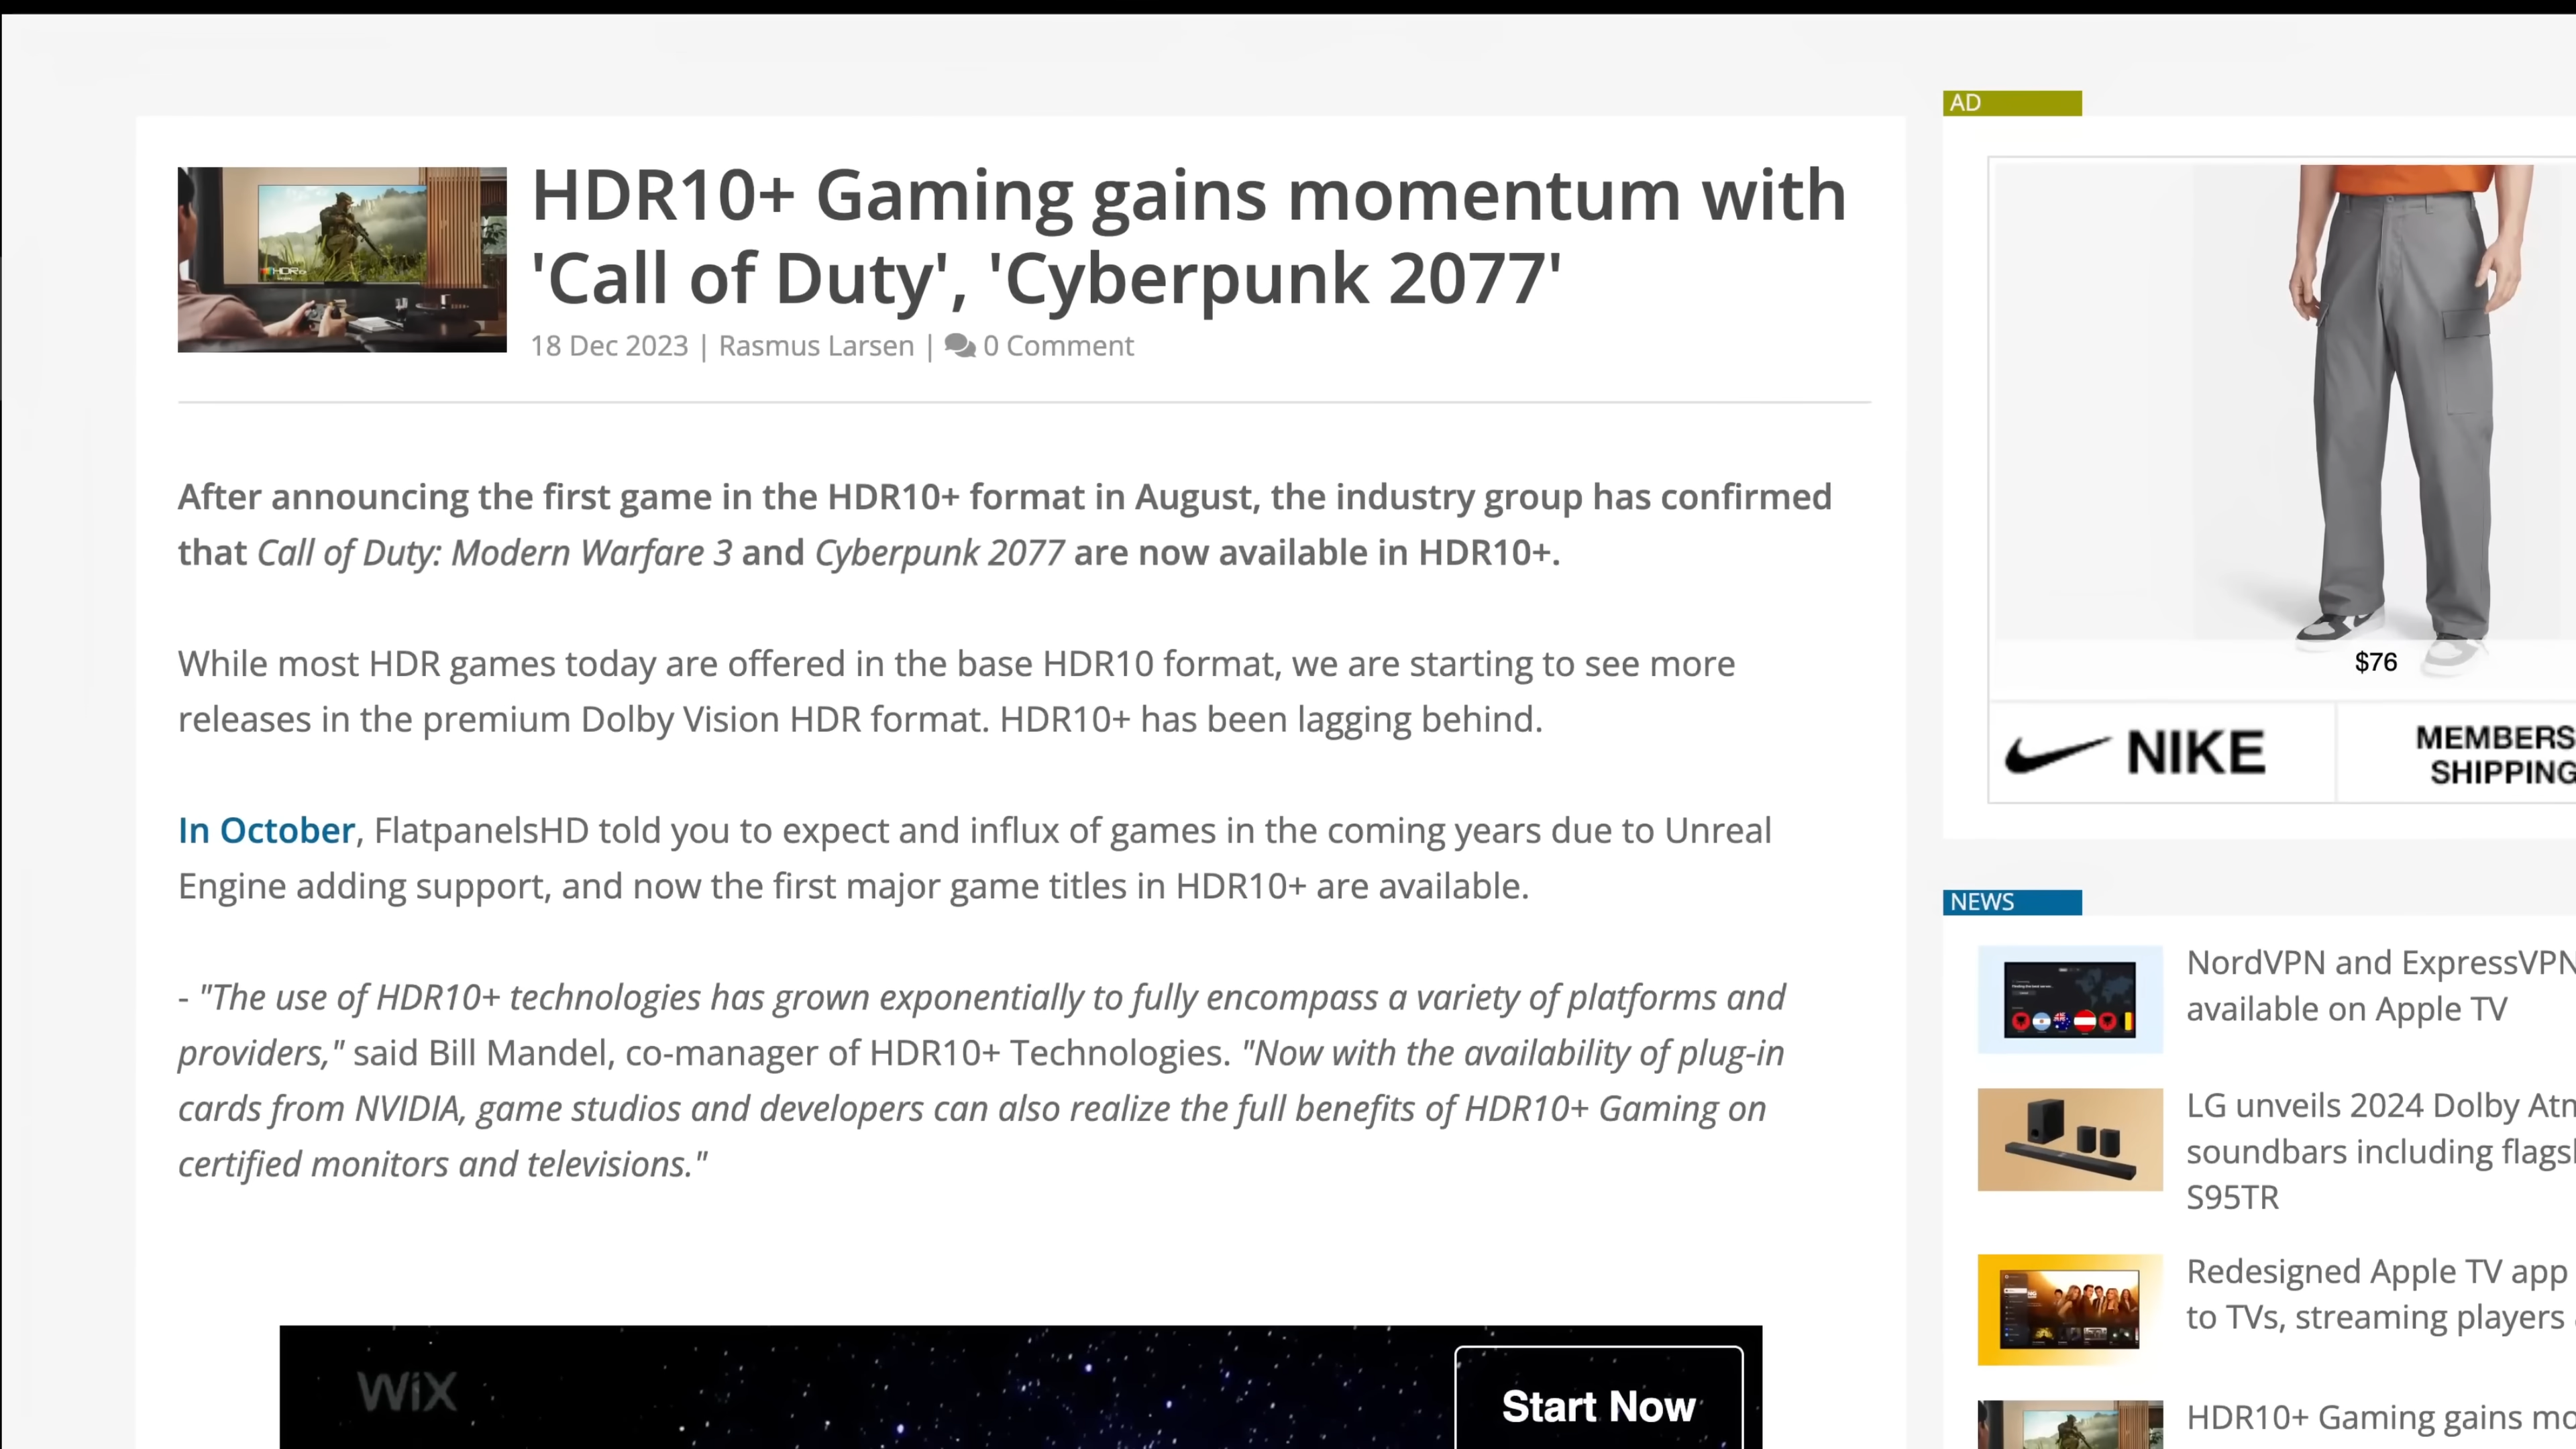 HDR10+ Gaming gains momentum with
'Call of Duty', 'Cyberpunk 2077'
18 Dec 2023 | Rasmus Larsen | 0 Comment
After announcing the first game in the HDR10+ format in August, the industry group has confirmed
that Call of Duty: Modern Warfare 3 and Cyberpunk 2077 are now available in HDR10+.
While most HDR games today are offered in the base HDR10 format, we are starting to see more
releases in the premium Dolby Vision HDR format. HDR10+ has been lagging behind.
In October, FlatpanelsHD told you to expect and influx of games in the coming years due to Unreal
Engine adding support, and now the first major game titles in HDR10+ are available.
- "The use of HDR10+ technologies has grown exponentially to fully encompass a variety of platforms and
providers," said Bill Mandel, co-manager of HDR10+ Technologies. "Now with the availability of plug-in
cards from NVIDIA, game studios and developers can also realize the full benefits of HDR10+ Gaming on
certified monitors and televisions."
WiX
Start Now
AD
$76
NIKE
MEMBERS
SHIPPING
NEWS
NordVPN and ExpressVPN
available on Apple TV
LG unveils 2024 Dolby
soundbars including
S95TR
Redesigned Apple TV app
to TVs, streaming players
HDR10+ Gaming gains